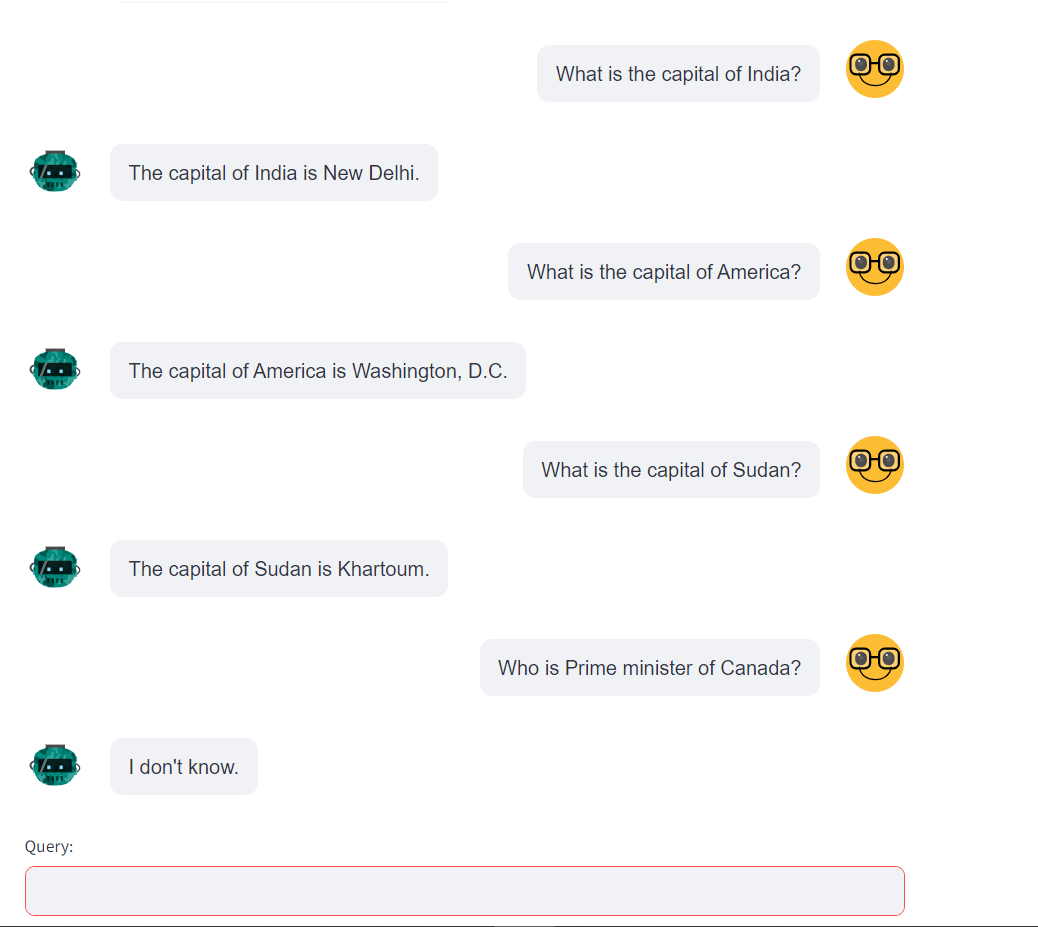 What is the capital of India?
The capital of India is New Delhi.
What is the capital of America?
The capital of America is Washington, D.C.
What is the capital of Sudan?
The capital of Sudan is Khartoum.
Who is Prime minister of Canada?
I don't know.
Query: